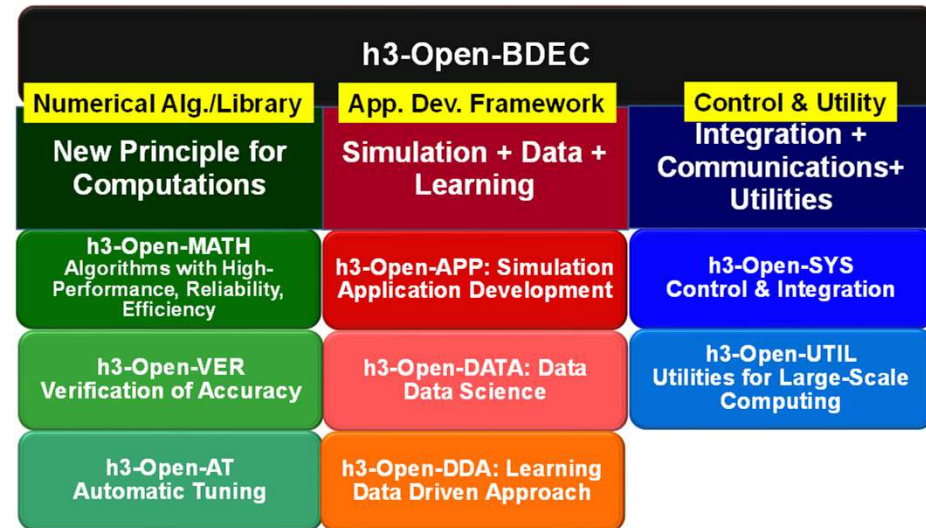 h3-Open-BDEC
Numerical Alg./Library
New Principle for
Computations
h3-Open-MATH
Algorithms with High-
Performance, Reliability,
Efficiency
h3-Open-VER
Verification of Accuracy
h3-Open-AT
Automatic Tuning
App. Dev. Framework
Simulation + Data +
Learning
h3-Open-APP: Simulation
Application Development
h3-Open-DATA: Data
Data Science
h3-Open-DDA: Learning
Data Driven Approach
Control & Utility
Integration +
Communications+
Utilities
h3-Open-SYS
Control & Integration
h3-Open-UTIL
Utilities for Large-Scale
Computing